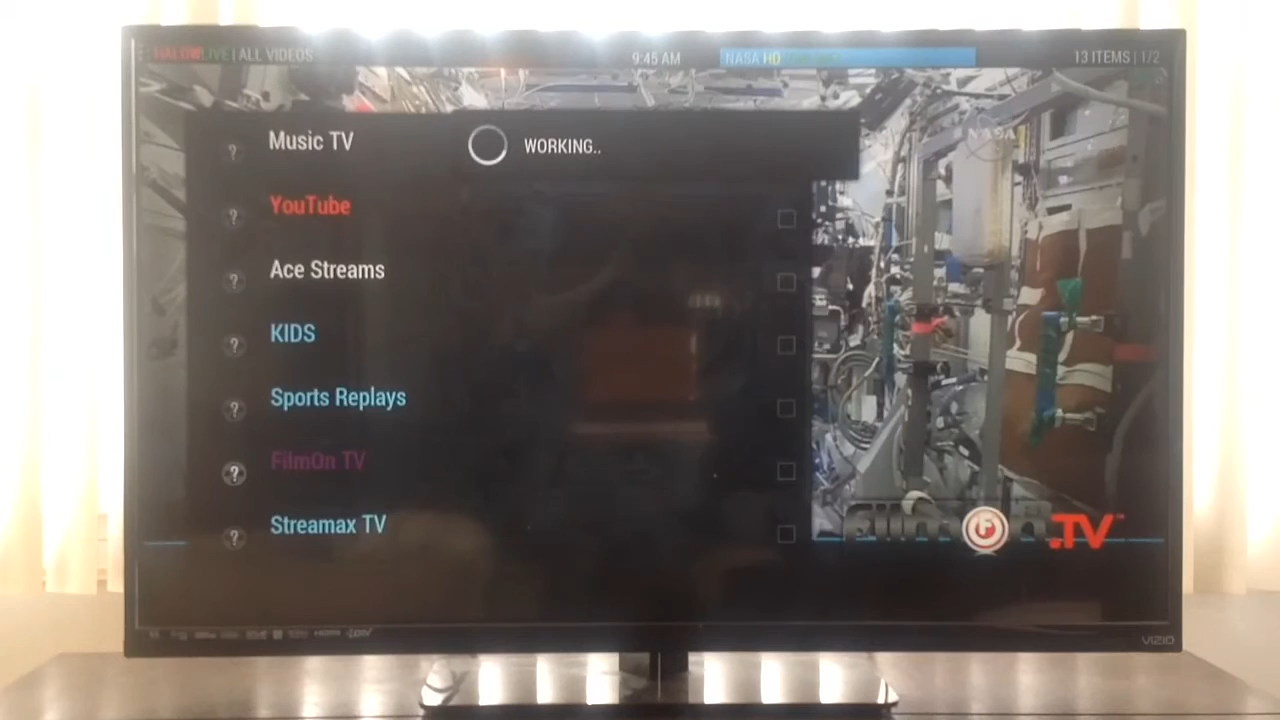 HALOWLIVE | ALL VIDEOS
9:45 AM
NASA HD
13 ITEMS | 1/2
Music TV
WORKING..
NASA
YouTube
Ace Streams
KIDS
Sports Replays
FilmOn TV
Streamax TV
filmon.TV
VIZIO